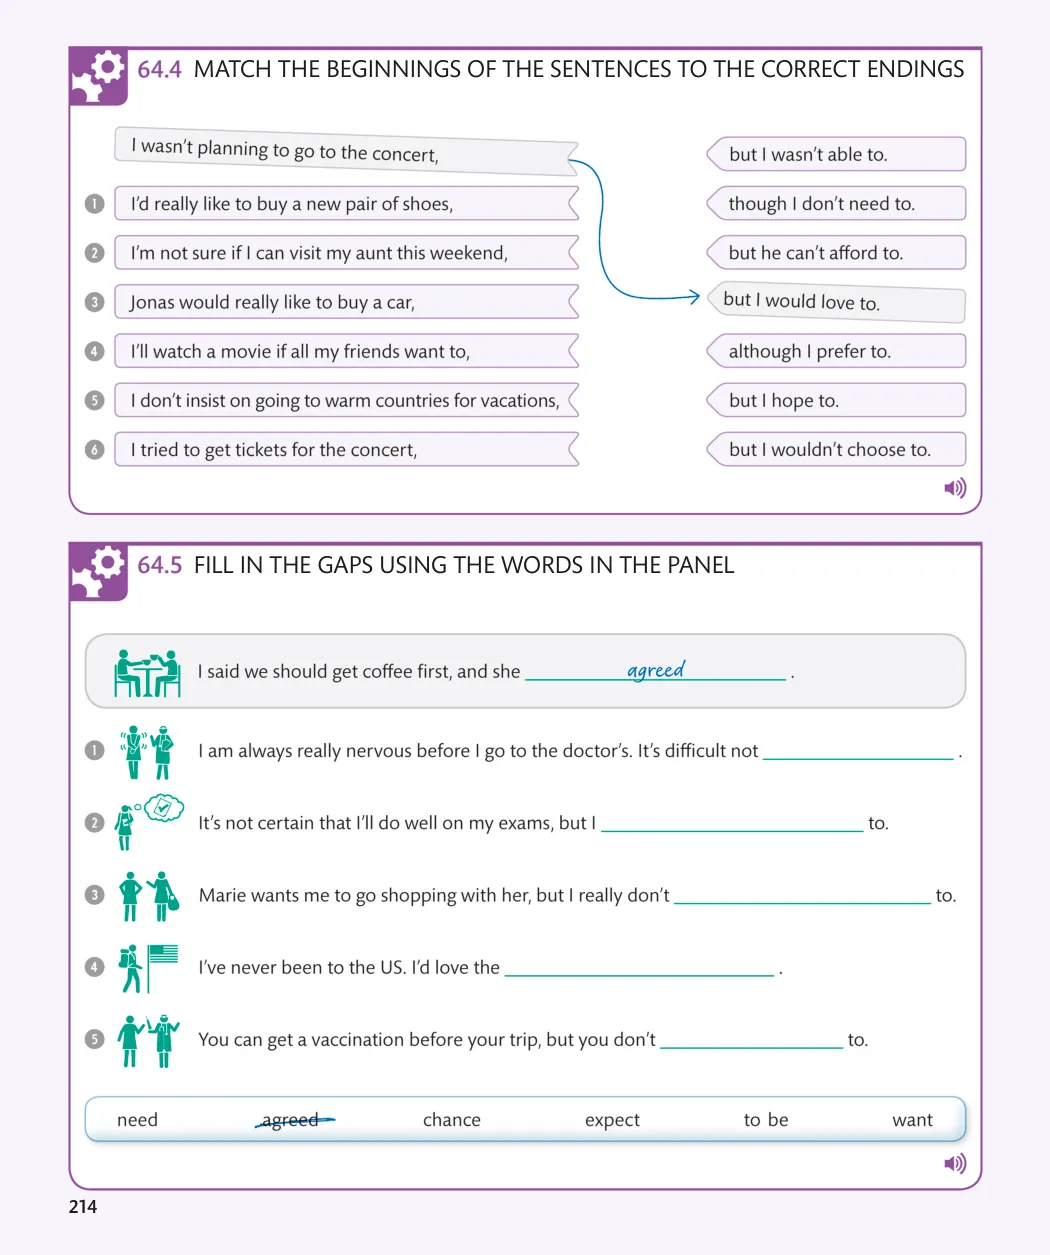 64.4 MATCH THE BEGINNINGS OF THE SENTENCES TO THE CORRECT ENDINGS
I wasn't planning to go to the concert,
but I wasn't able to.
1 I'd really like to buy a new pair of shoes,
though I don't need to.
2 I'm not sure if I can visit my aunt this weekend,
but he can't afford to.
3 Jonas would really like to buy a car,
but I would love to.
4 I'll watch a movie if all my friends want to,
although I prefer to.
5 I don't insist on going to warm countries for vacations,
but I hope to.
6 I tried to get tickets for the concert,
but I wouldn't choose to.
64.5 FILL IN THE GAPS USING THE WORDS IN THE PANEL
I said we should get coffee first, and she agreed .
1 I am always really nervous before I go to the doctor's. It's difficult not .
2 It's not certain that I'll do well on my exams, but I to.
3 Marie wants me to go shopping with her, but I really don't to.
4 I've never been to the US. I'd love the .
5 You can get a vaccination before your trip, but you don't to.
need agreed chance expect to be want
214